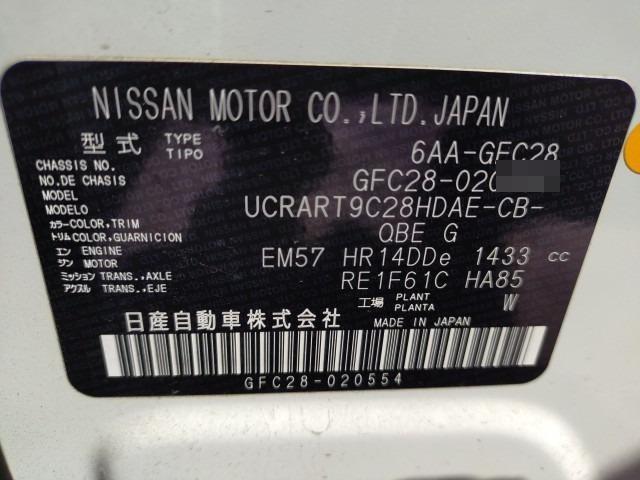 NISSAN MOTOR CO.,LTD.JAPAN
型式 TYPE TIPO 6AA-GFC28
CHASSIS NO.
NO.DE CHASIS GFC28-020
MODEL
MODELO UCRART9C28HDAE-CB-
カラー COLOR,TRIM QBE G
トリム COLOR,GUARNICION
エン ENGINE EM57 HR14DDe 1433 cc
ジン MOTOR
ミッション TRANS.,AXLE RE1F61C HA85
アクスル TRANS.,EJE
工場 PLANT PLANTA W
日産自動車株式会社 MADE IN JAPAN
GFC28-020554